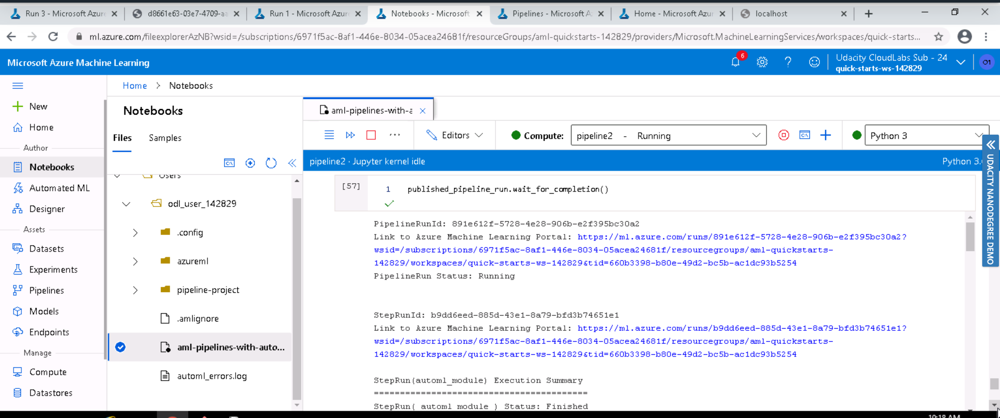 Run 3 - Microsoft Azure
d8661e63-03e7-4709-aa
Run 1 - Microsoft Azure
Notebooks - Microsoft
Pipelines - Microsoft A
Home - Microsoft Azur
localhost
ml.azure.com/fileexplorerAzNB?wsid=/subscriptions/6971f5ac-8af1-446e-8034-05acea24681f/resourceGroups/aml-quickstarts-142829/providers/Microsoft.MachineLearningServices/workspaces/quick-starts...
Microsoft Azure Machine Learning
6
Udacity CloudLabs Sub - 24
quick-starts-ws-142829
O1
New
Home
Author
Notebooks
Automated ML
Designer
Assets
Datasets
Experiments
Pipelines
Models
Endpoints
Manage
Compute
Datastores
Home > Notebooks
Notebooks
Files
Samples
Users
odl_user_142829
.config
azureml
pipeline-project
.amlignore
aml-pipelines-with-auto...
automl_errors.log
aml-pipelines-with-a
Editors
Compute:
pipeline2 - Running
Python 3
pipeline2 · Jupyter kernel idle
Python 3.
UDACITY NANODEGREE DEMO
[57]
1 published_pipeline_run.wait_for_completion()
PipelineRunId: 891e612f-5728-4e28-906b-e2f395bc30a2
Link to Azure Machine Learning Portal: https://ml.azure.com/runs/891e612f-5728-4e28-906b-e2f395bc30a2?
wsid=/subscriptions/6971f5ac-8af1-446e-8034-05acea24681f/resourcegroups/aml-quickstarts-
142829/workspaces/quick-starts-ws-142829&tid=660b3398-b80e-49d2-bc5b-ac1dc93b5254
PipelineRun Status: Running
StepRunId: b9dd6eed-885d-43e1-8a79-bfd3b74651e1
Link to Azure Machine Learning Portal: https://ml.azure.com/runs/b9dd6eed-885d-43e1-8a79-bfd3b74651e1?
wsid=/subscriptions/6971f5ac-8af1-446e-8034-05acea24681f/resourcegroups/aml-quickstarts-
142829/workspaces/quick-starts-ws-142829&tid=660b3398-b80e-49d2-bc5b-ac1dc93b5254
StepRun(automl_module) Execution Summary
=========================================
StepRun( automl_module ) Status: Finished
10:18 AM